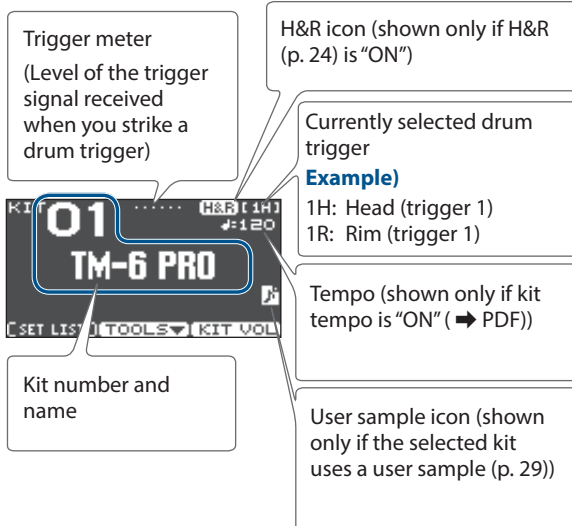 Trigger meter
(Level of the trigger
signal received
when you strike a
drum trigger)
H&R icon (shown only if H&R
(p. 24) is “ON”)
Currently selected drum
trigger
Example)
1H: Head (trigger 1)
1R: Rim (trigger 1)
KIT 01 H&R [1H]
♩:120
TM-6 PRO
[SET LIST] [TOOLS▼] [KIT VOL
Tempo (shown only if kit
tempo is “ON” ( ➡ PDF))
Kit number and
name
User sample icon (shown
only if the selected kit
uses a user sample (p. 29))